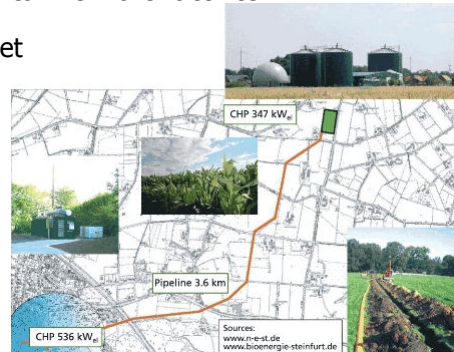 et
CHP 347 kWel
Pipeline 3.6 km
CHP 536 kWel
Sources:
www.n-e-st.de
www.bioenergie-steinfurt.de